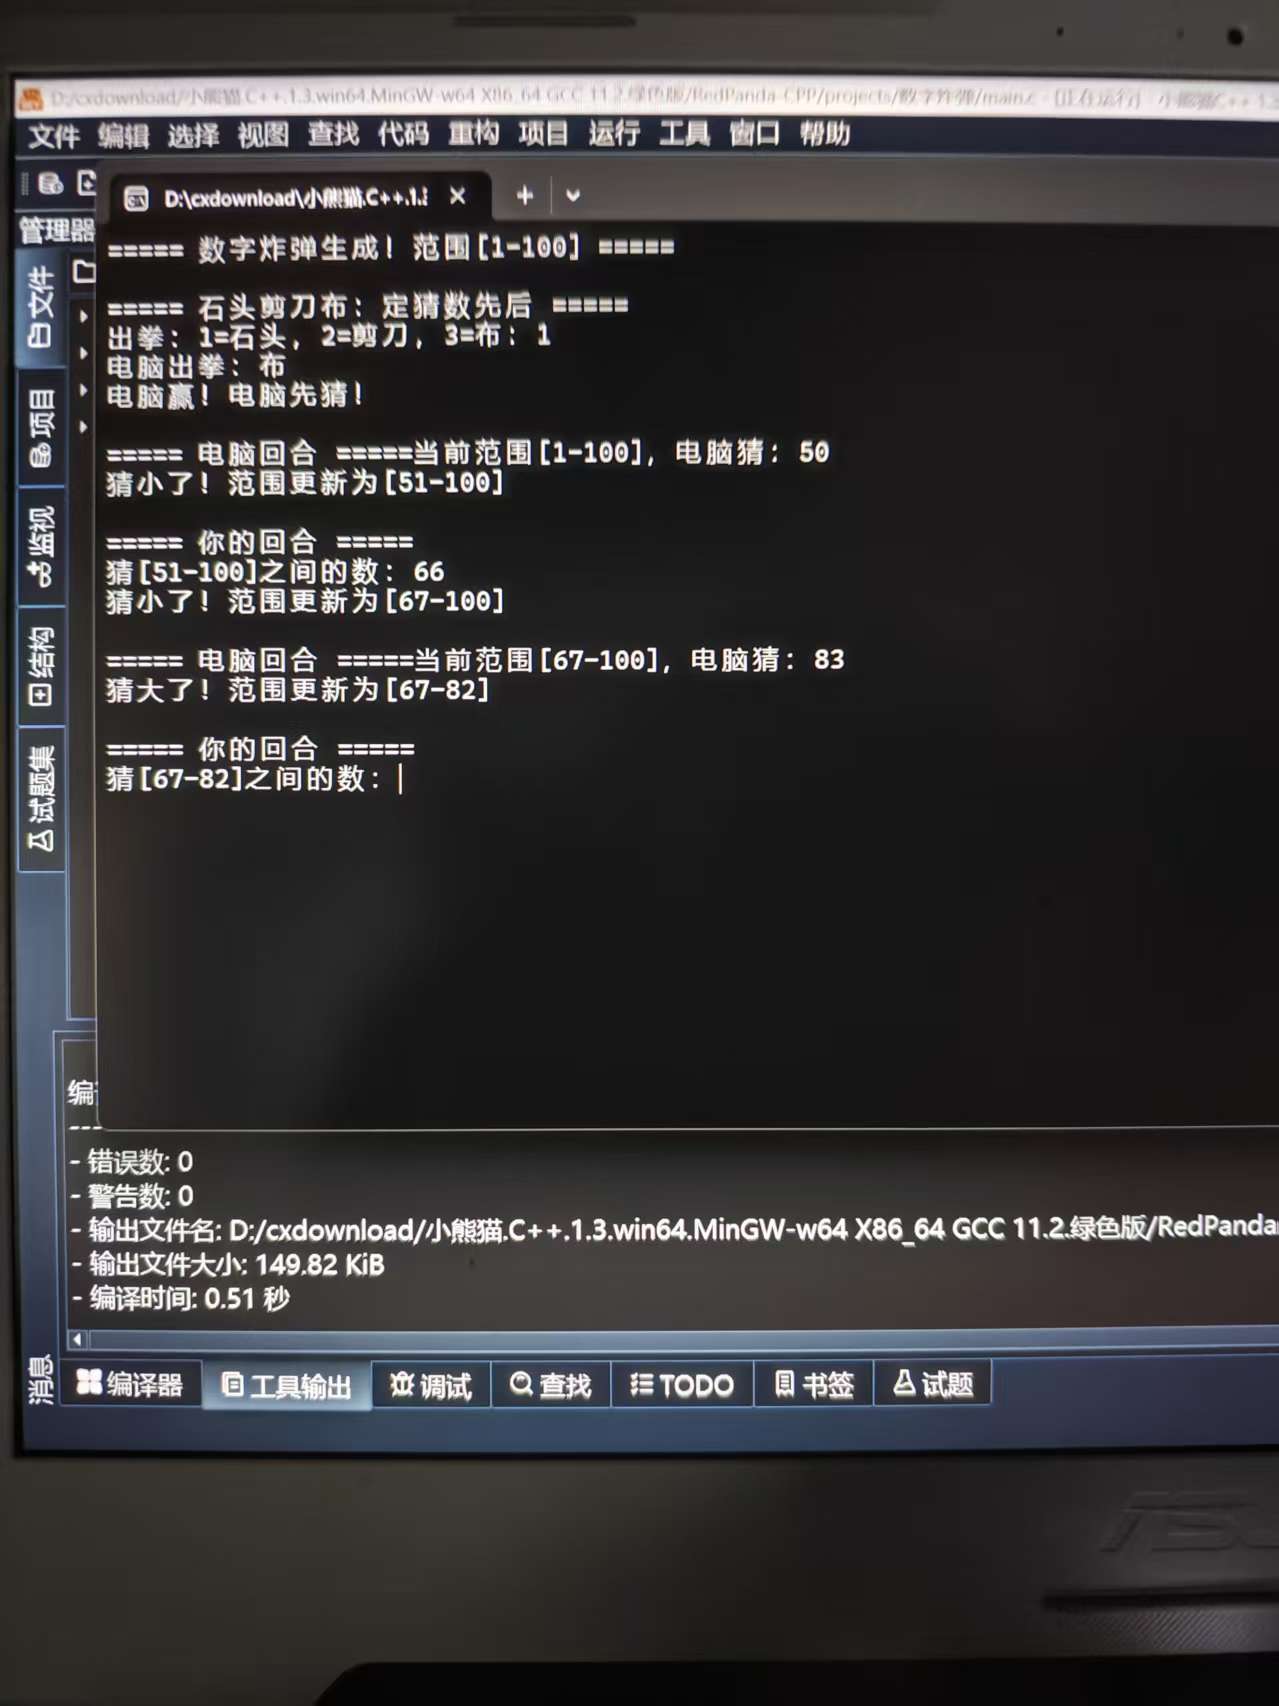 D:/cxdownload/小熊猫.C++.1.3.win64.MinGW-w64 X86_64 GCC 11.2.绿色版/RedPanda-CPP/projects/数字炸弹/main.c - [正在运行] - 小熊猫C++ 1.
文件 编辑 选择 视图 查找 代码 重构 项目 运行 工具 窗口 帮助
D:\cxdownload\小熊猫.C++.1.
管理器
文件
项目
监视
结构
试题集
===== 数字炸弹生成！范围[1-100] =====
===== 石头剪刀布：定猜数先后 =====
出拳：1=石头，2=剪刀，3=布：1
电脑出拳：布
电脑赢！电脑先猜！
===== 电脑回合 =====当前范围[1-100]，电脑猜：50
猜小了！范围更新为[51-100]
===== 你的回合 =====
猜[51-100]之间的数：66
猜小了！范围更新为[67-100]
===== 电脑回合 =====当前范围[67-100]，电脑猜：83
猜大了！范围更新为[67-82]
===== 你的回合 =====
猜[67-82]之间的数：
---
- 错误数: 0
- 警告数: 0
- 输出文件名: D:/cxdownload/小熊猫.C++.1.3.win64.MinGW-w64 X86_64 GCC 11.2.绿色版/RedPanda
- 输出文件大小: 149.82 KiB
- 编译时间: 0.51 秒
消息
编译器 工具输出 调试 查找 TODO 书签 试题